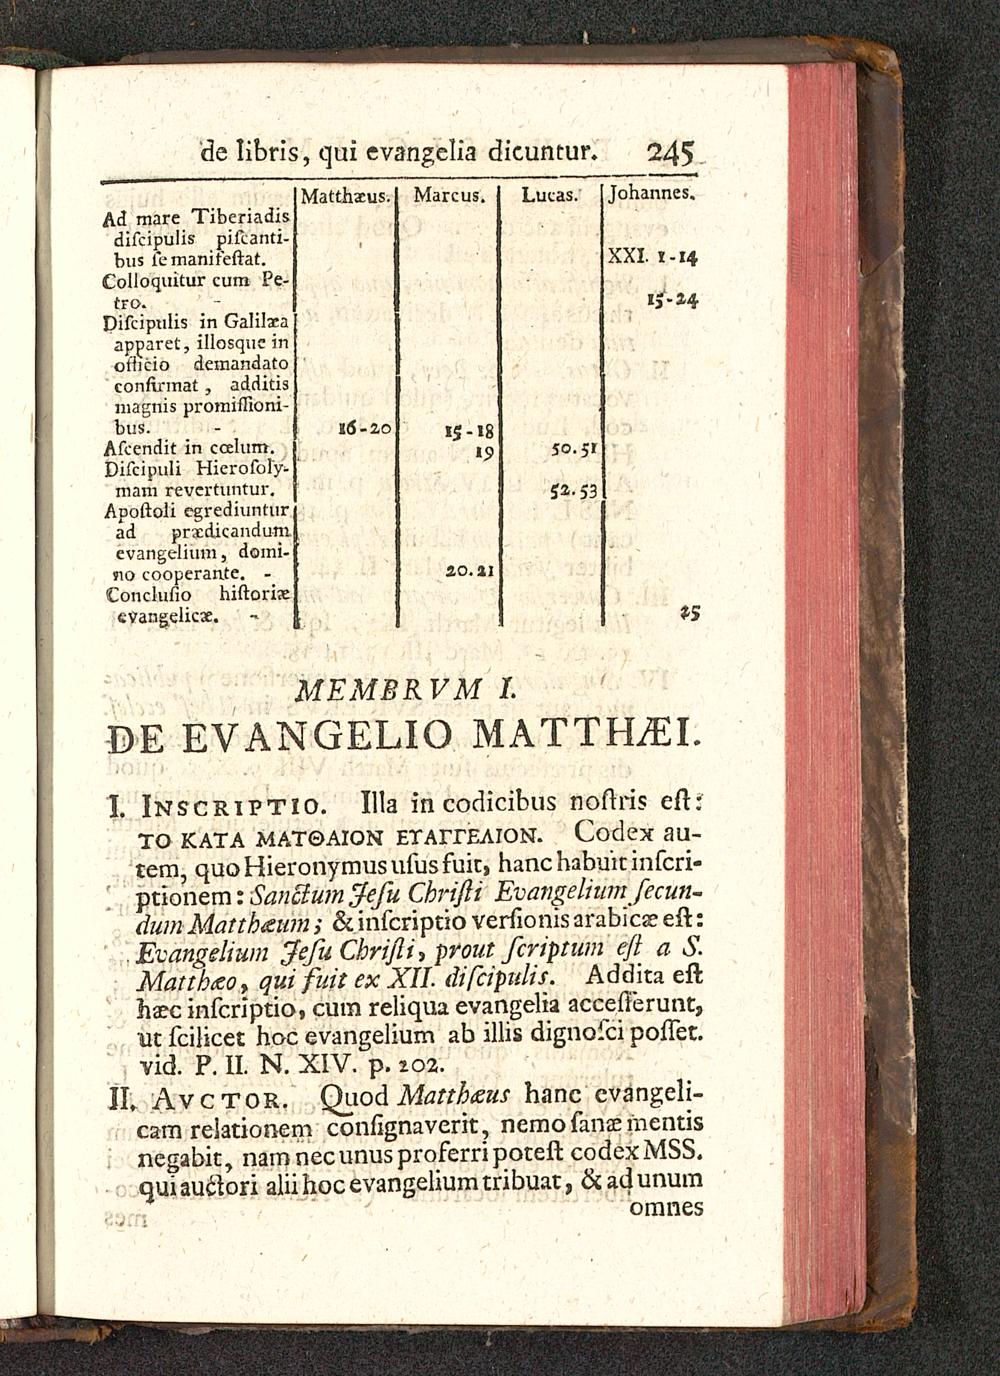 de libris, qui evangelia dicuntur. 245
Matthæus. Marcus. Lucas. Johannes.
Ad mare Tiberiadis
diſcipulis piſcanti-
bus ſe manifeſtat. XXI. 1-14
Colloquitur cum Pe-
tro. - 15-24
Diſcipulis in Galilæa
apparet, illosque in
officio demandato
confirmat, additis
magnis promiſſioni-
bus. - 16-20 15-18
Aſcendit in cœlum. 19 50.51
Diſcipuli Hieroſoly-
mam revertuntur. 52.53
Apoſtoli egrediuntur
ad prædicandum
evangelium, domi-
no cooperante. - 20.21
Concluſio hiſtoriæ
evangelicæ. - 25
MEMBRVM I.
DE EVANGELIO MATTHÆI.
I. INSCRIPTIO. Illa in codicibus noſtris eſt:
ΤΟ ΚΑΤΑ ΜΑΤΘΑΙΟΝ ΕΥΑΓΓΕΛΙΟΝ. Codex au-
tem, quo Hieronymus uſus fuit, hanc habuit inſcri-
ptionem: Sanctum Jeſu Chriſti Evangelium ſecun-
dum Matthæum; & inſcriptio verſionis arabicæ eſt:
Evangelium Jeſu Chriſti, prout ſcriptum eſt a S.
Matthæo, qui fuit ex XII. diſcipulis. Addita eſt
hæc inſcriptio, cum reliqua evangelia acceſſerunt,
ut ſcilicet hoc evangelium ab illis dignoſci poſſet.
vid. P. II. N. XIV. p. 202.
II. AVCTOR. Quod Matthæus hanc evangeli-
cam relationem conſignaverit, nemo ſanæ mentis
negabit, nam nec unus proferri poteſt codex MSS.
qui auctori alii hoc evangelium tribuat, & ad unum
omnes